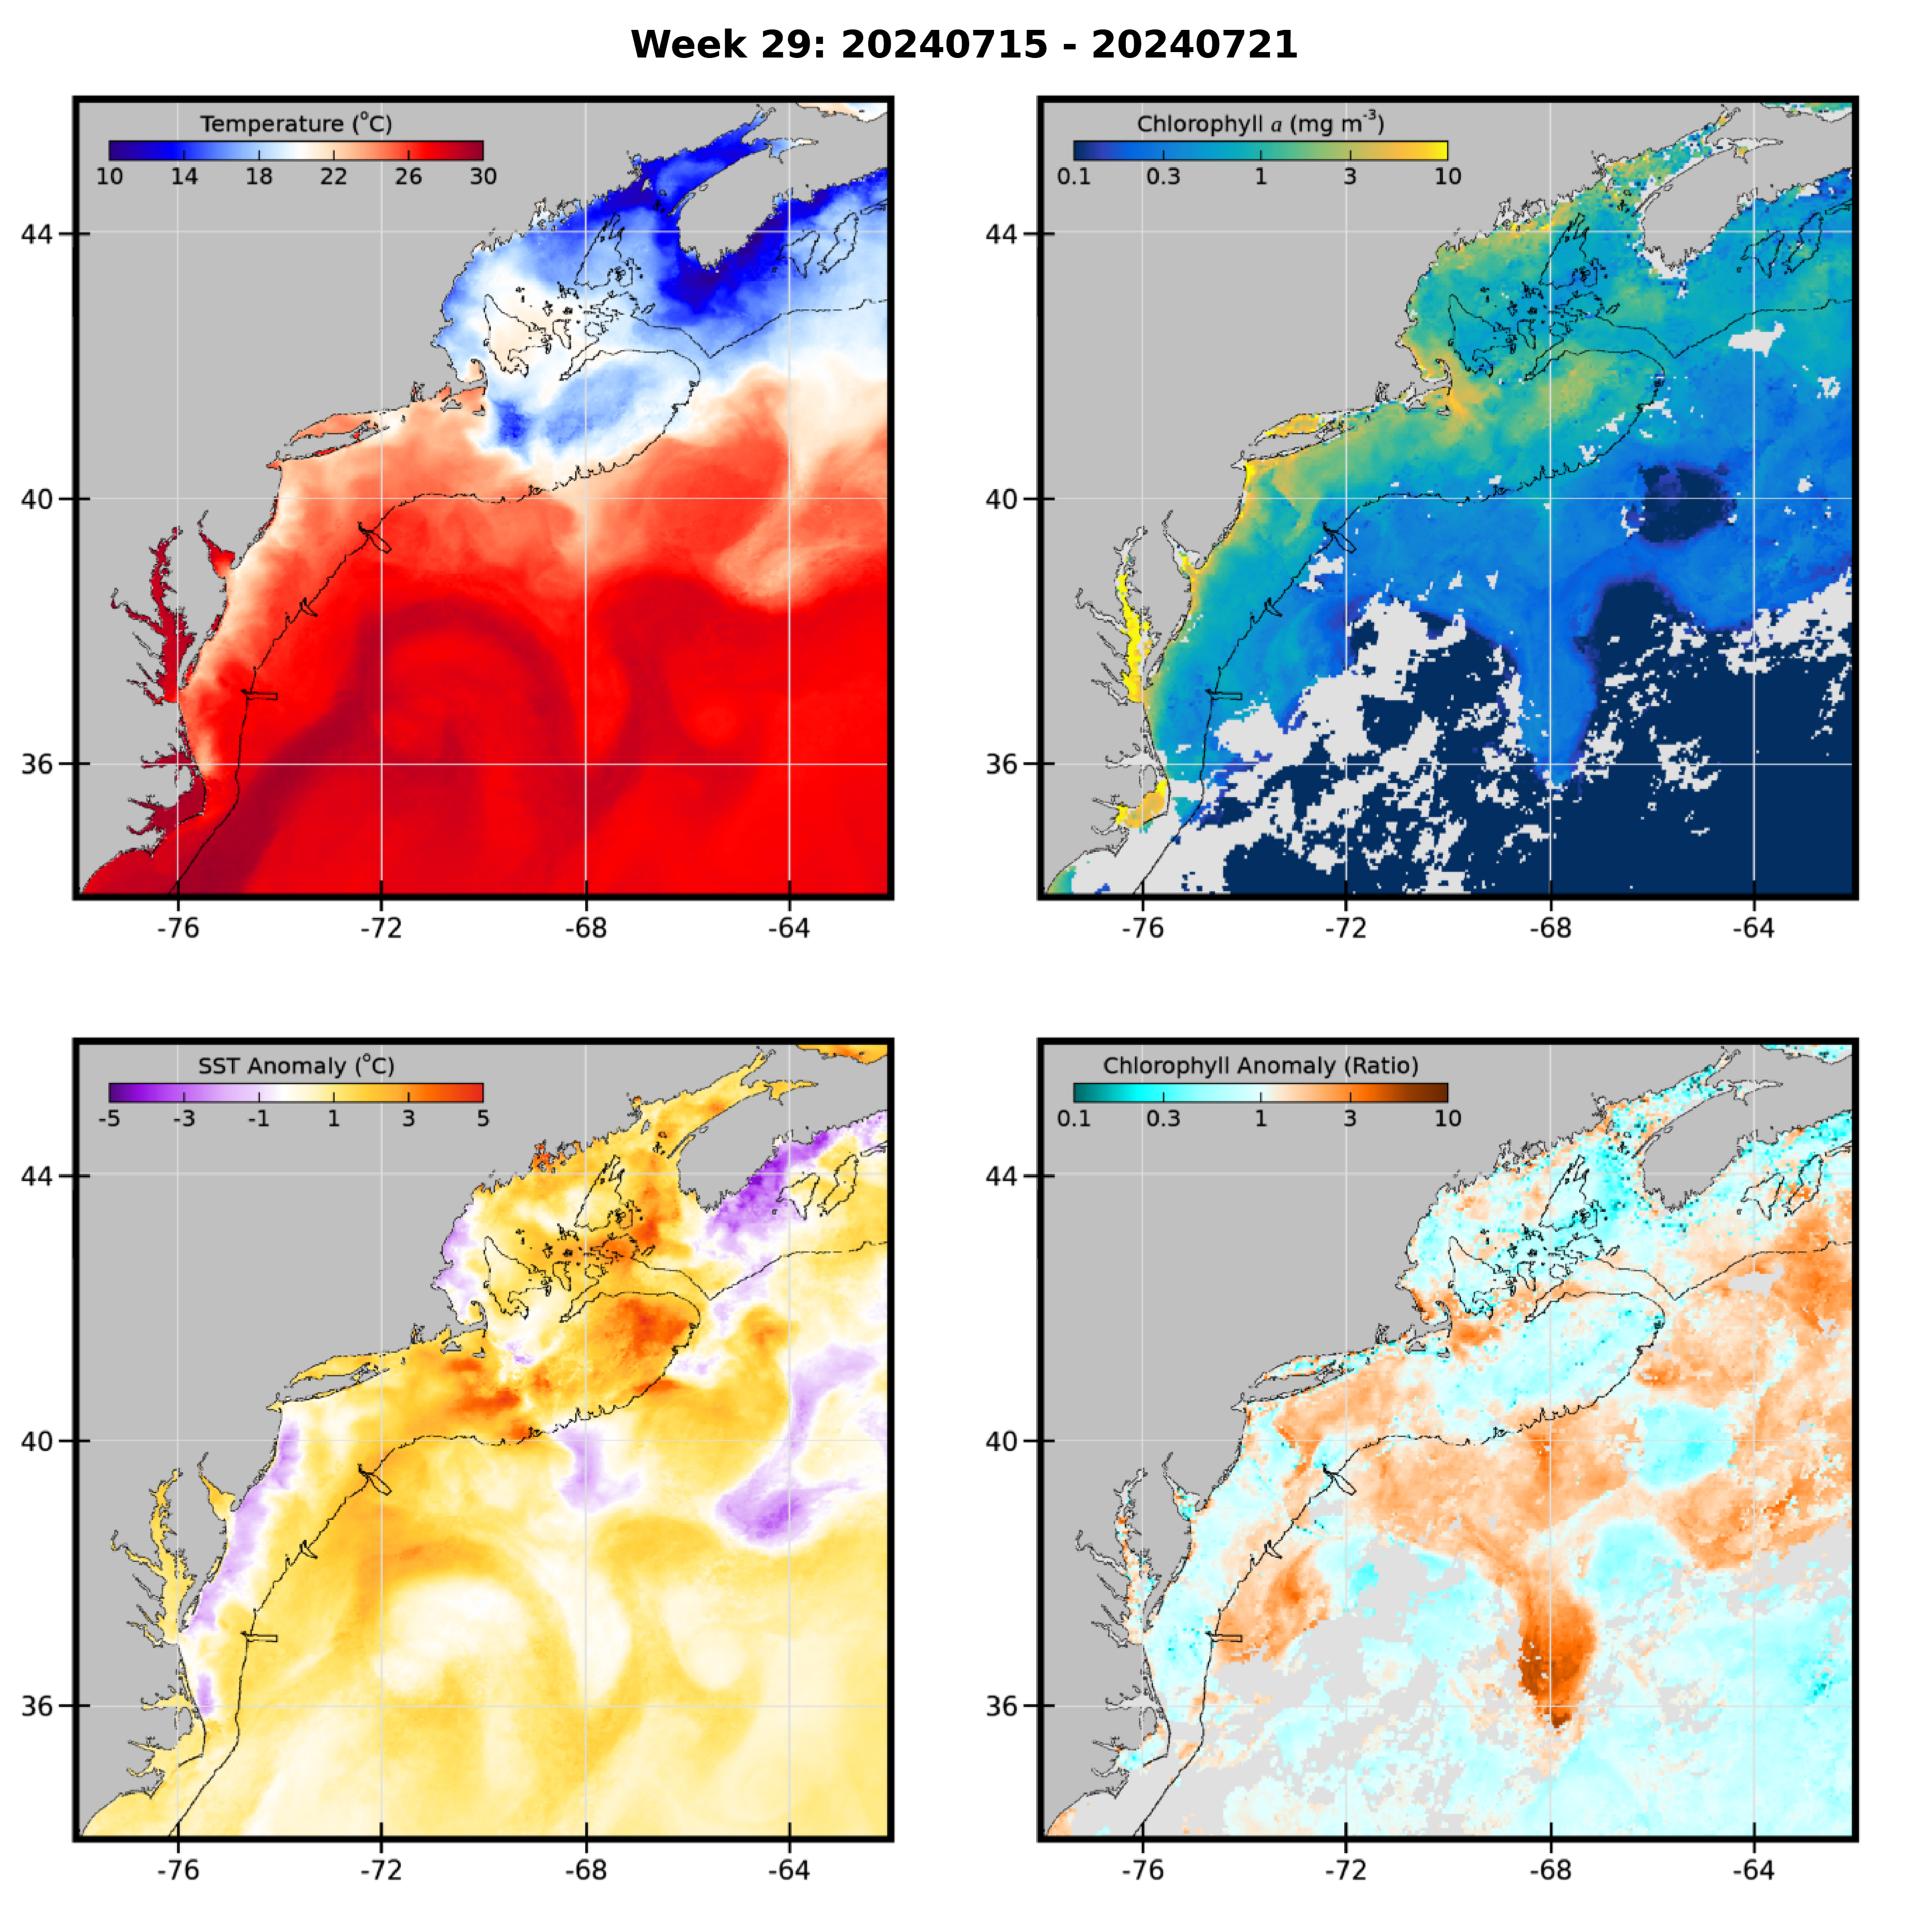 Week 29: 20240715 - 20240721
Temperature (°C)
10 14 18 22 26 30
44
40
36
-76 -72 -68 -64
Chlorophyll a (mg m⁻³)
0.1 0.3 1 3 10
44
40
36
-76 -72 -68 -64
SST Anomaly (°C)
-5 -3 -1 1 3 5
44
40
36
-76 -72 -68 -64
Chlorophyll Anomaly (Ratio)
0.1 0.3 1 3 10
44
40
36
-76 -72 -68 -64